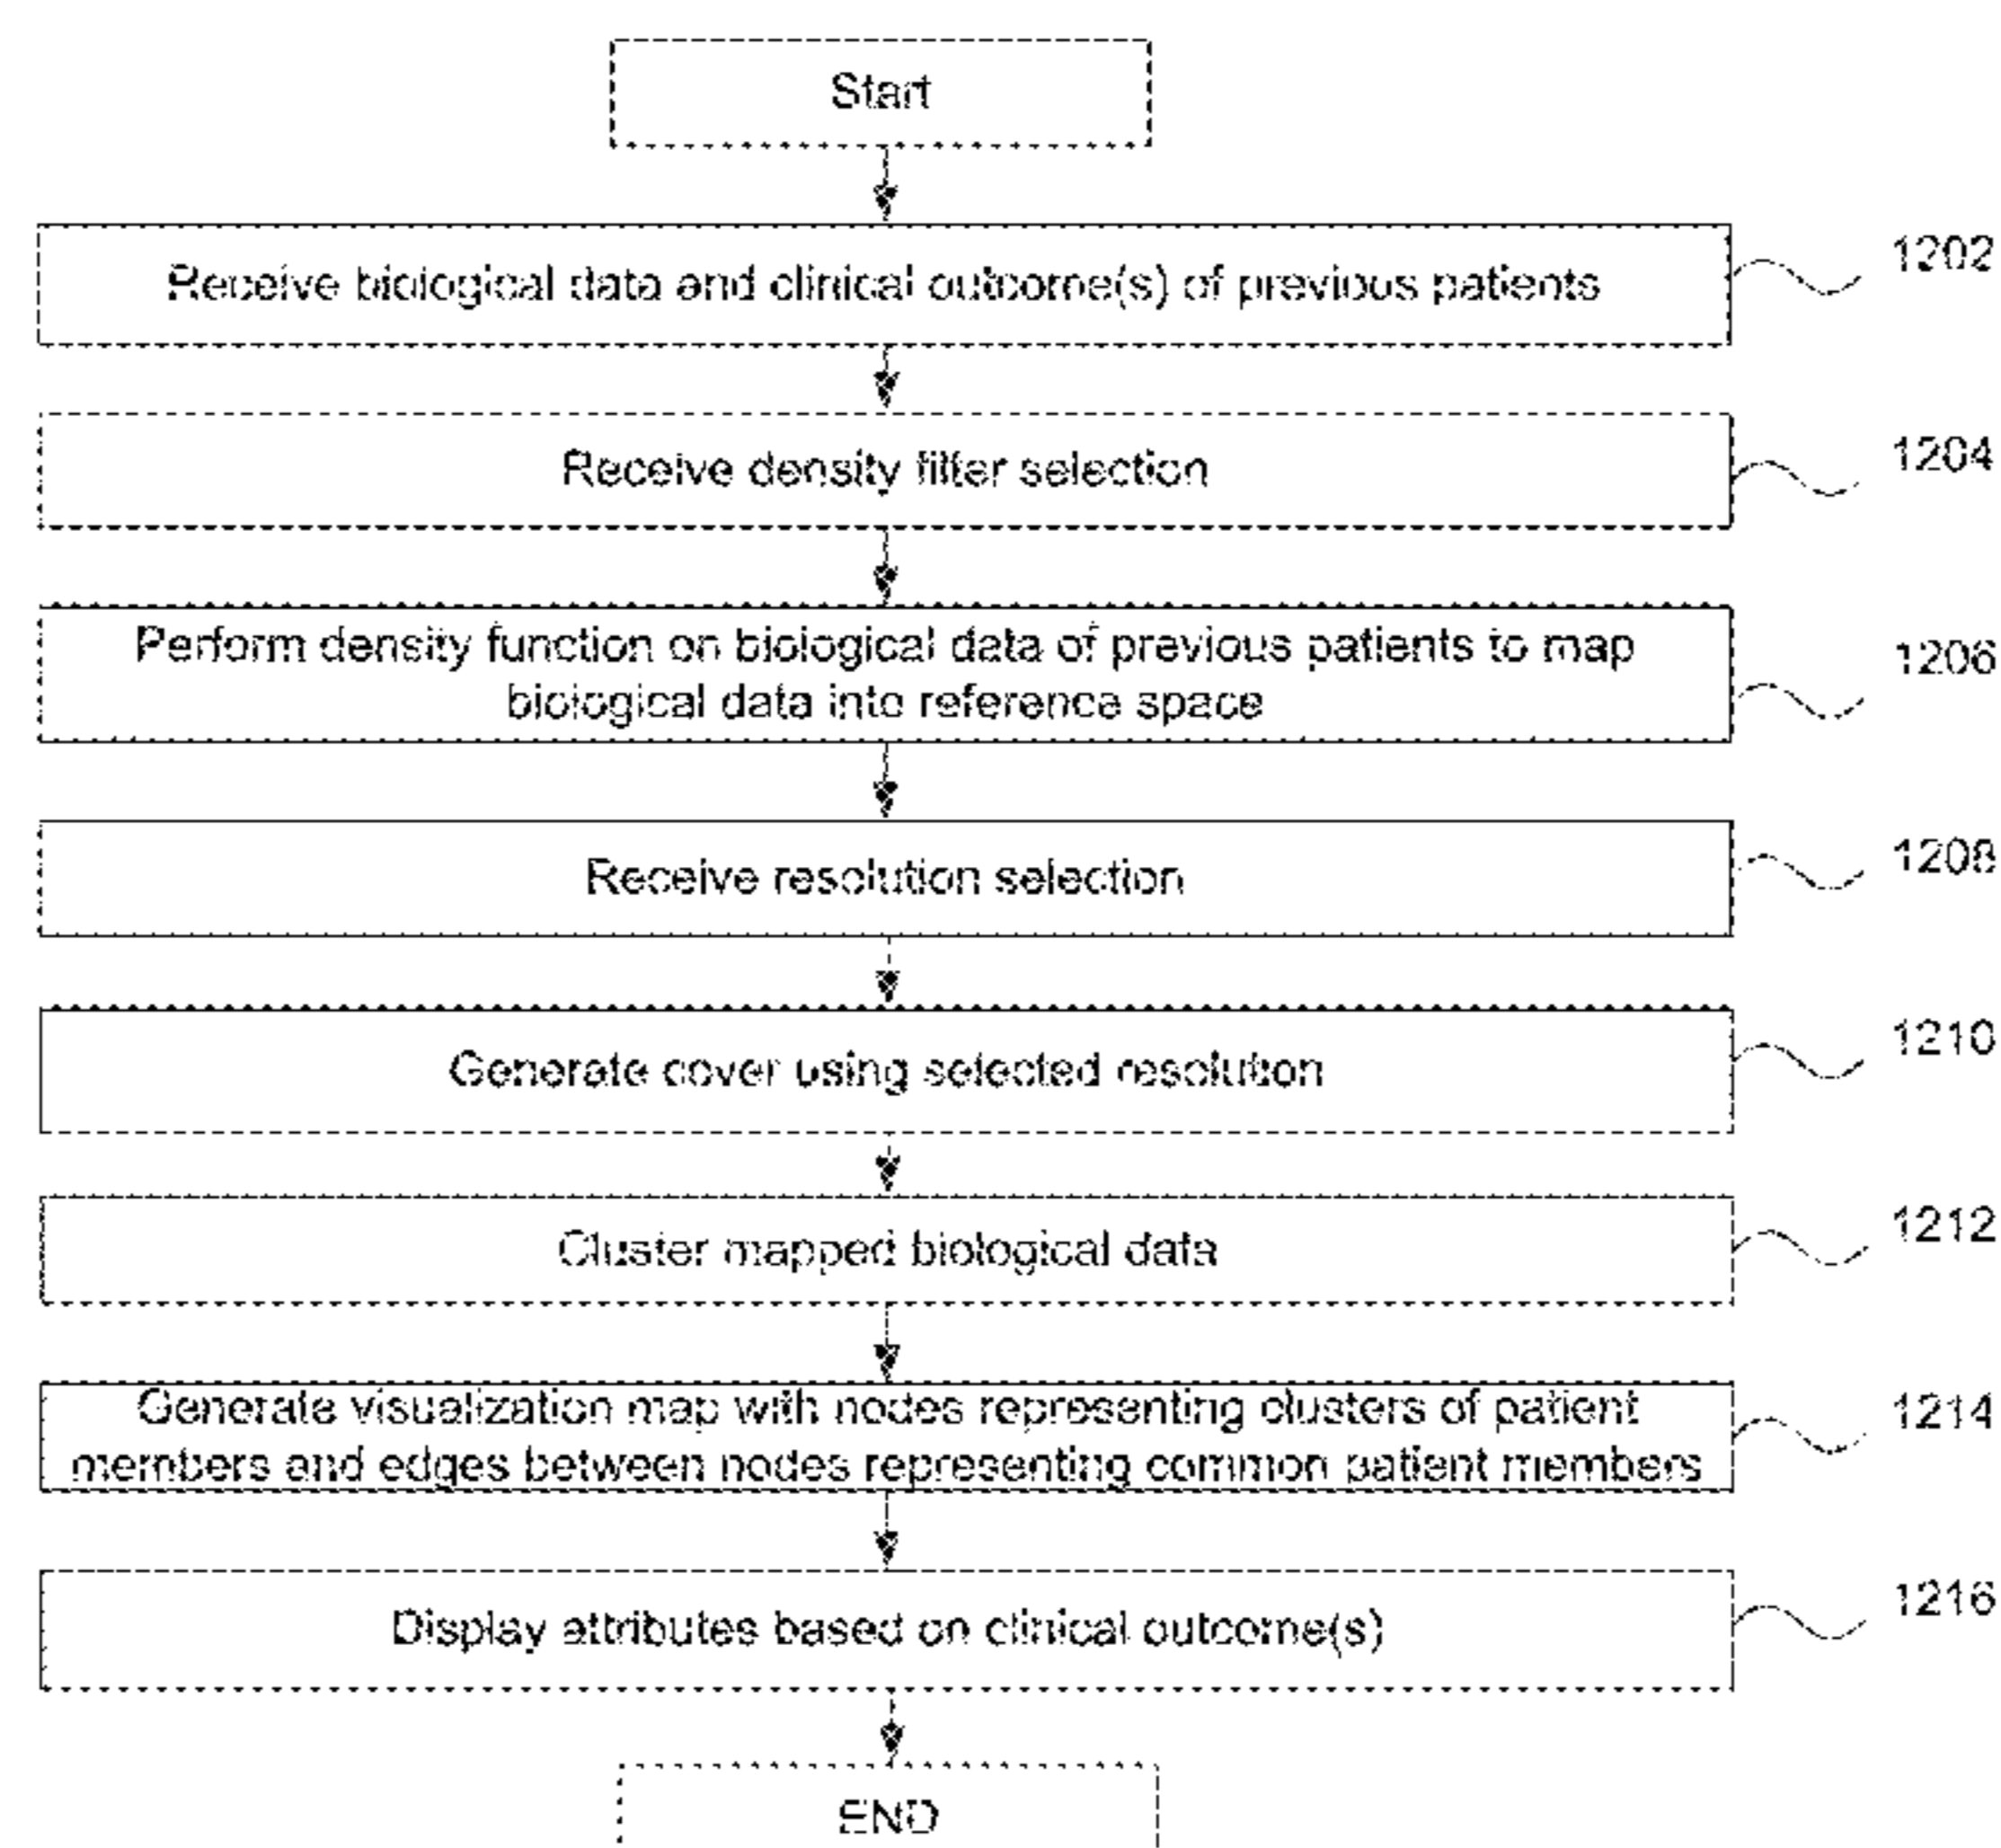 Start
Receive biological data and clinical outcome(s) of previous patients
1202
Receive density filter selection
1204
Perform density function on biological data of previous patients to map
biological data into reference space
1206
Receive resolution selection
1208
Generate cover using selected resolution
1210
Cluster mapped biological data
1212
Generate visualization map with nodes representing clusters of patient
members and edges between nodes representing common patient members
1214
Display attributes based on clinical outcome(s)
1216
END